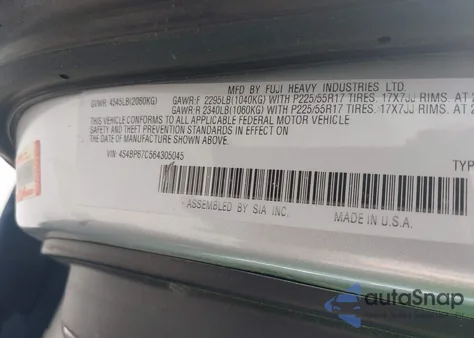 MFD BY FUJI HEAVY INDUSTRIES LTD.
GVWR: 4545LB(2060KG) GAWR:F 2295LB(1040KG) WITH P225/55R17 TIRES. 17X7JJ RIMS. AT
GAWR:R 2340LB(1060KG) WITH P225/55R17 TIRES. 17X7JJ RIMS. AT
THIS VEHICLE CONFORMS TO ALL APPLICABLE FEDERAL MOTOR VEHICLE
SAFETY AND THEFT PREVENTION STANDARDS IN EFFECT ON
THE DATE OF MANUFACTURE SHOWN ABOVE.
VIN: 4S4BP67C564305045
TYP
ASSEMBLED BY SIA INC.
MADE IN U.S.A.
autoSnap